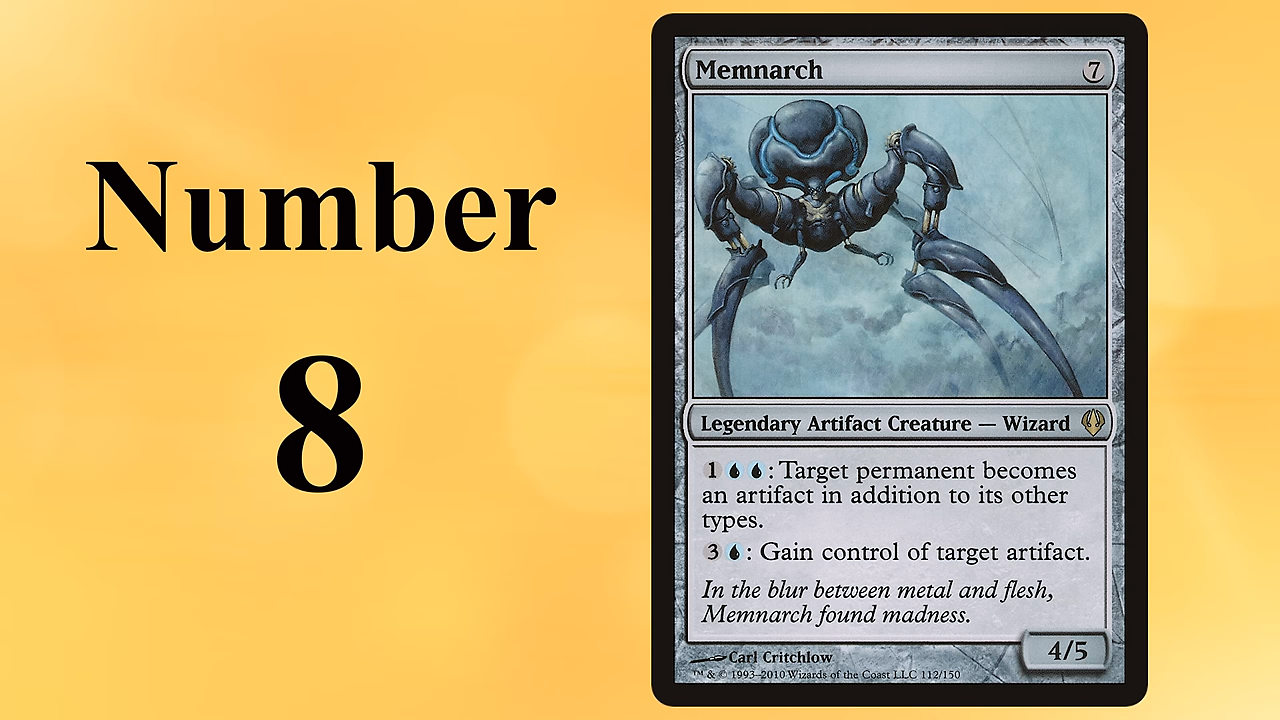 Number
8
Memnarch 7
Legendary Artifact Creature — Wizard
1: Target permanent becomes
an artifact in addition to its other
types.
3: Gain control of target artifact.
In the blur between metal and flesh,
Memnarch found madness.
4/5
Carl Critchlow
™ & © 1993–2010 Wizards of the Coast LLC 112/150